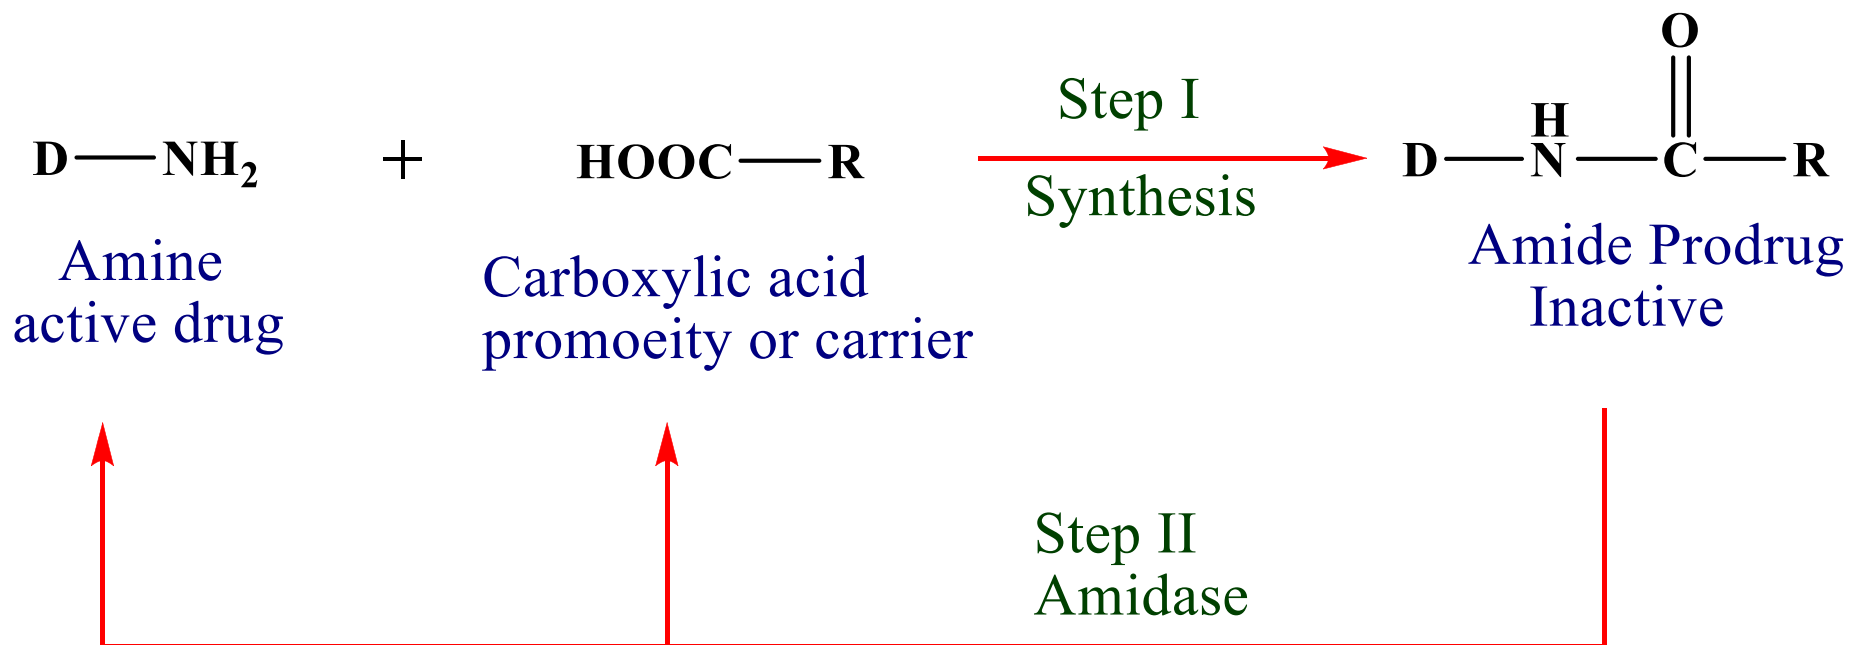 O
Step I
H
D—NH₂ + HOOC—R D—N—C—R
Synthesis
Amine
active drug
Carboxylic acid
promoeity or carrier
Amide Prodrug
Inactive
Step II
Amidase